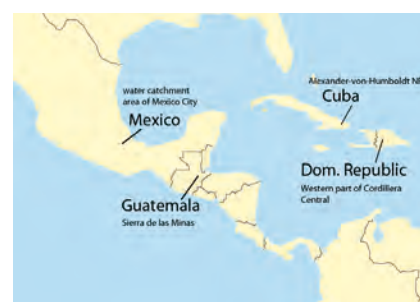 water catchment
area of Mexico City
Mexico
Alexander-von-Humboldt NP
Cuba
Dom. Republic
Western part of Cordillera
Central
Guatemala
Sierra de las Minas